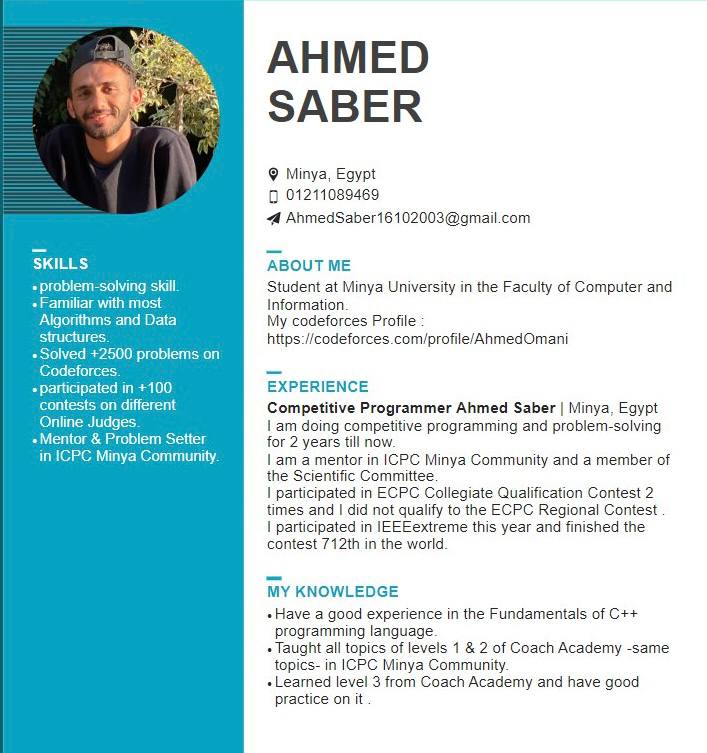 AHMED
SABER
Minya, Egypt
01211089469
AhmedSaber16102003@gmail.com
SKILLS
• problem-solving skill.
• Familiar with most
Algorithms and Data
structures.
• Solved +2500 problems on
Codeforces.
• participated in +100
contests on different
Online Judges.
• Mentor & Problem Setter
in ICPC Minya Community.
ABOUT ME
Student at Minya University in the Faculty of Computer and
Information.
My codeforces Profile :
https://codeforces.com/profile/AhmedOmani
EXPERIENCE
Competitive Programmer Ahmed Saber | Minya, Egypt
I am doing competitive programming and problem-solving
for 2 years till now.
I am a mentor in ICPC Minya Community and a member of
the Scientific Committee.
I participated in ECPC Collegiate Qualification Contest 2
times and I did not qualify to the ECPC Regional Contest .
I participated in IEEEextreme this year and finished the
contest 712th in the world.
MY KNOWLEDGE
• Have a good experience in the Fundamentals of C++
programming language.
• Taught all topics of levels 1 & 2 of Coach Academy -same
topics- in ICPC Minya Community.
• Learned level 3 from Coach Academy and have good
practice on it .